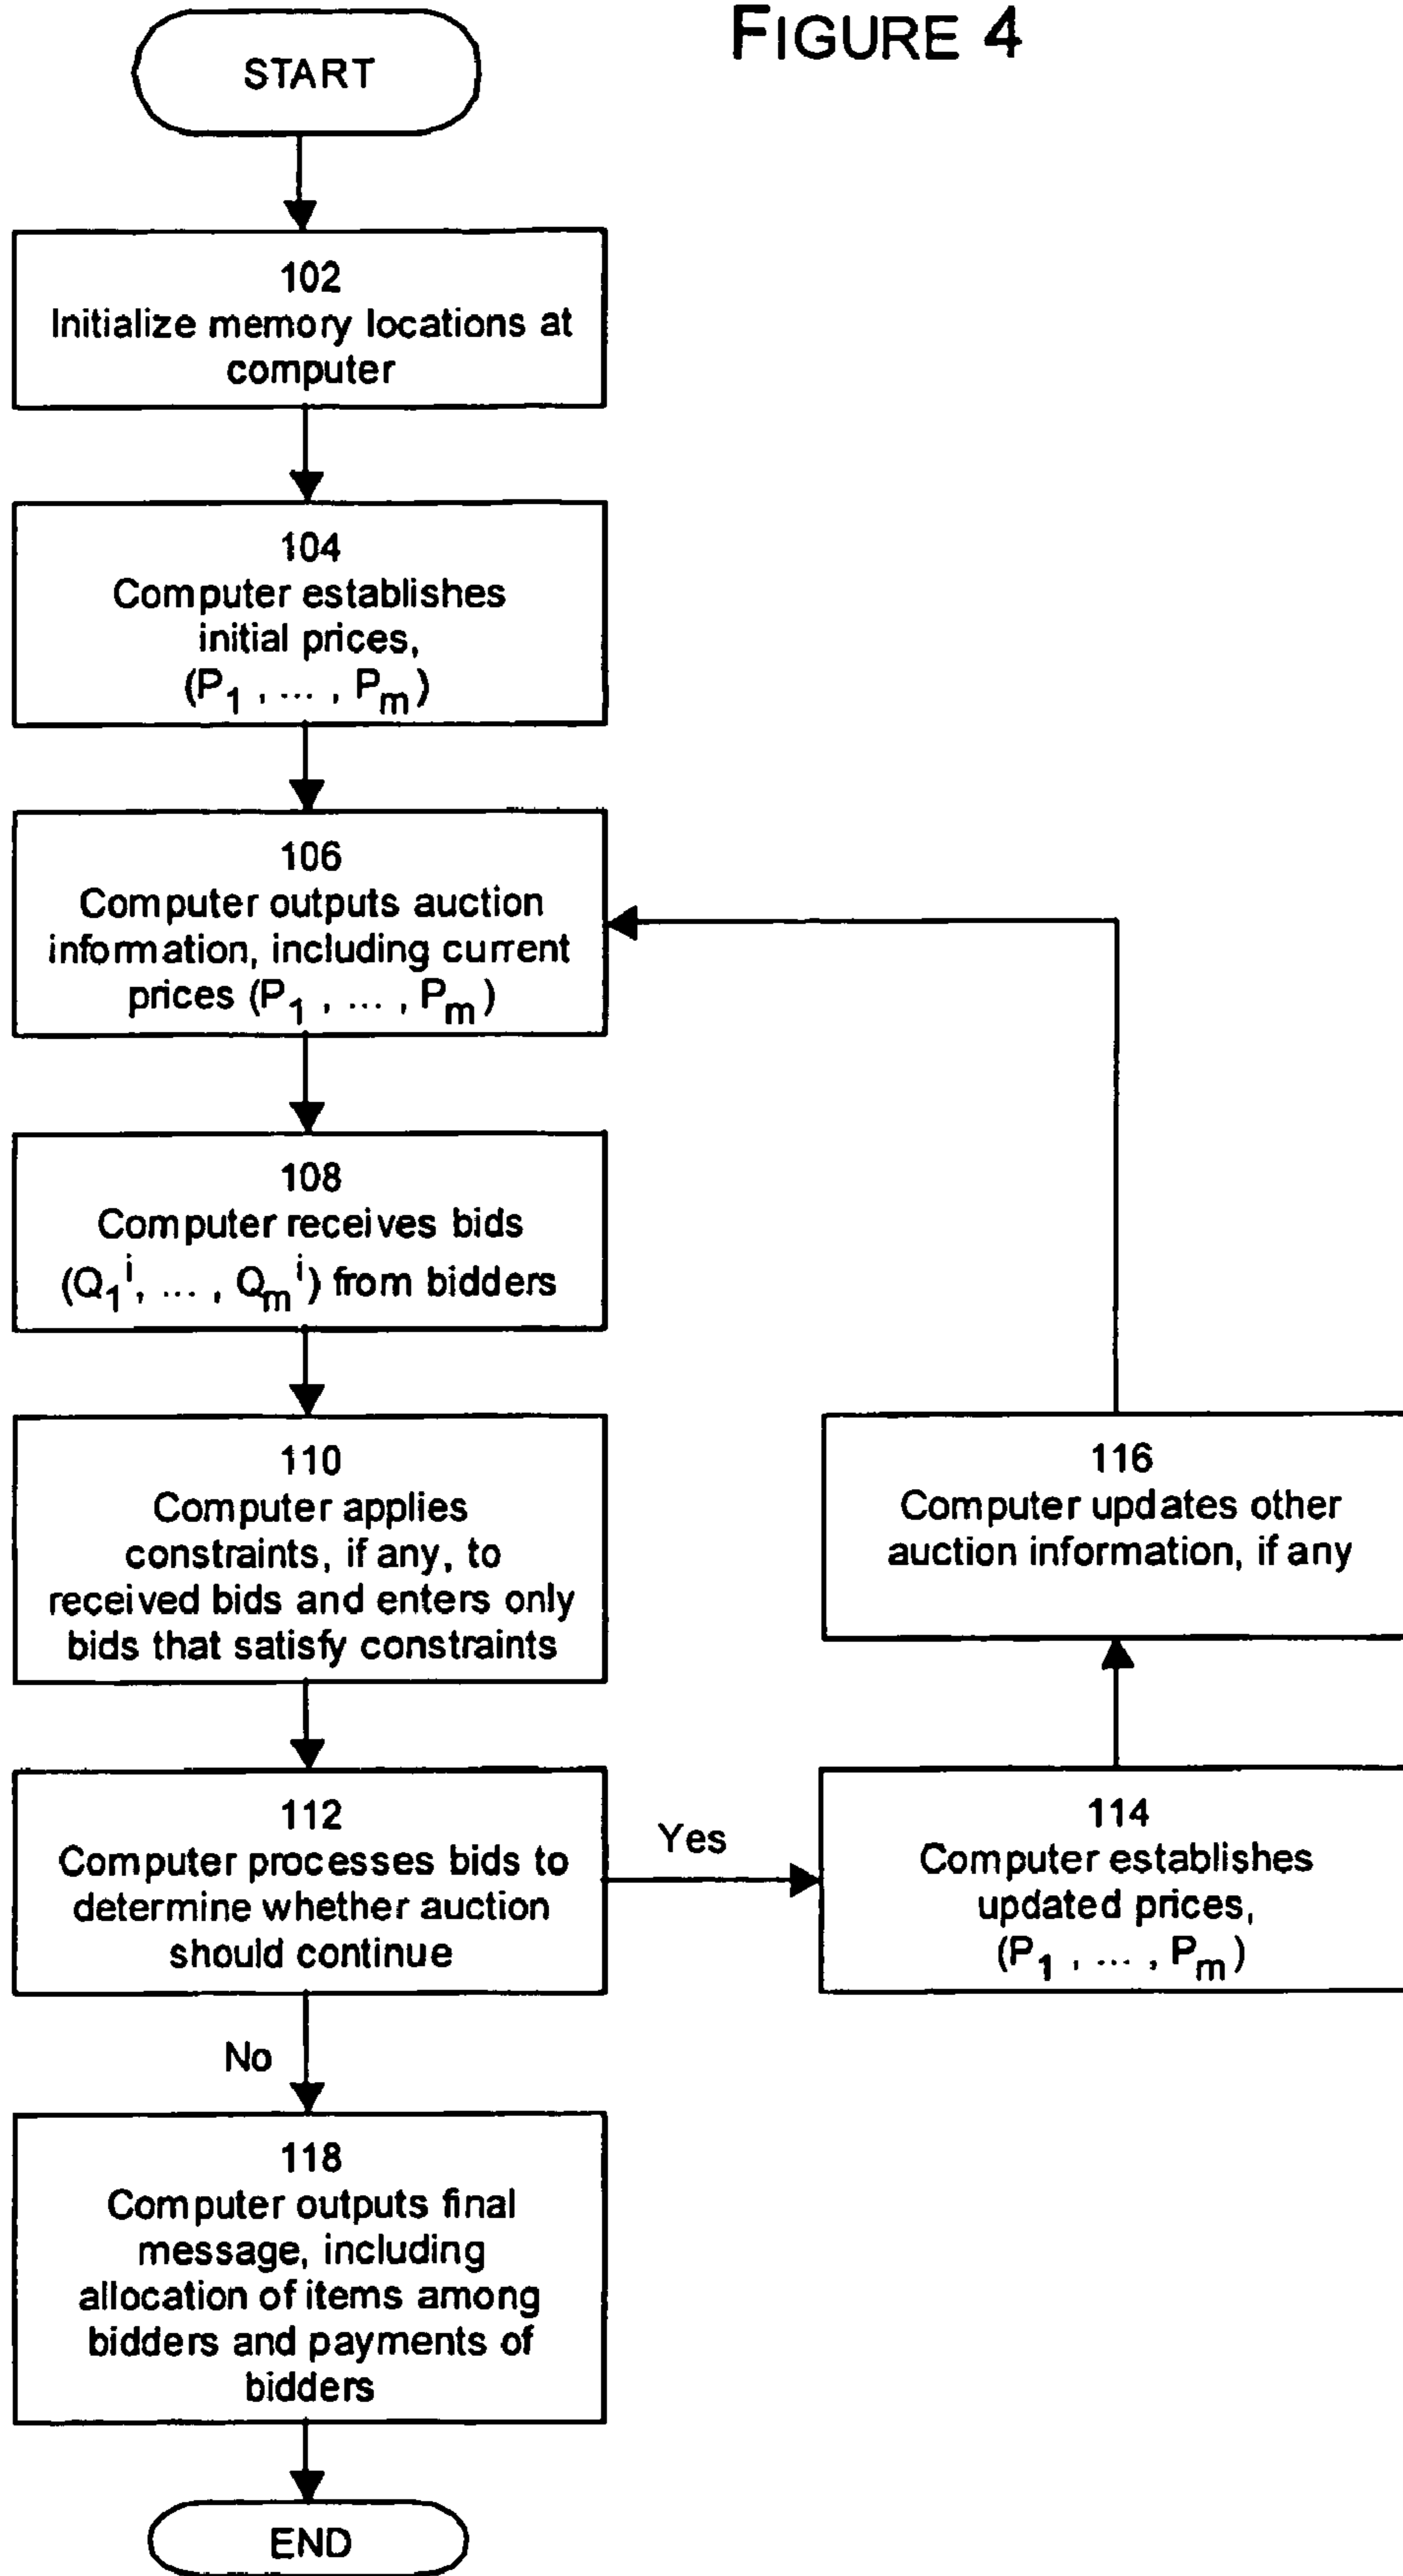 FIGURE 4
START
102
Initialize memory locations at
computer
104
Computer establishes
initial prices,
(P₁ , ... , Pₘ)
106
Computer outputs auction
information, including current
prices (P₁ , ... , Pₘ)
108
Computer receives bids
(Q₁ⁱ, ... , Qₘⁱ) from bidders
110
Computer applies
constraints, if any, to
received bids and enters only
bids that satisfy constraints
116
Computer updates other
auction information, if any
112
Computer processes bids to
determine whether auction
should continue
Yes
114
Computer establishes
updated prices,
(P₁ , ... , Pₘ)
No
118
Computer outputs final
message, including
allocation of items among
bidders and payments of
bidders
END